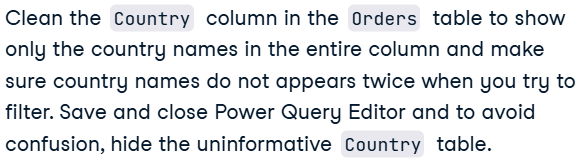 Clean the Country column in the Orders table to show
only the country names in the entire column and make
sure country names do not appears twice when you try to
filter. Save and close Power Query Editor and to avoid
confusion, hide the uninformative Country table.